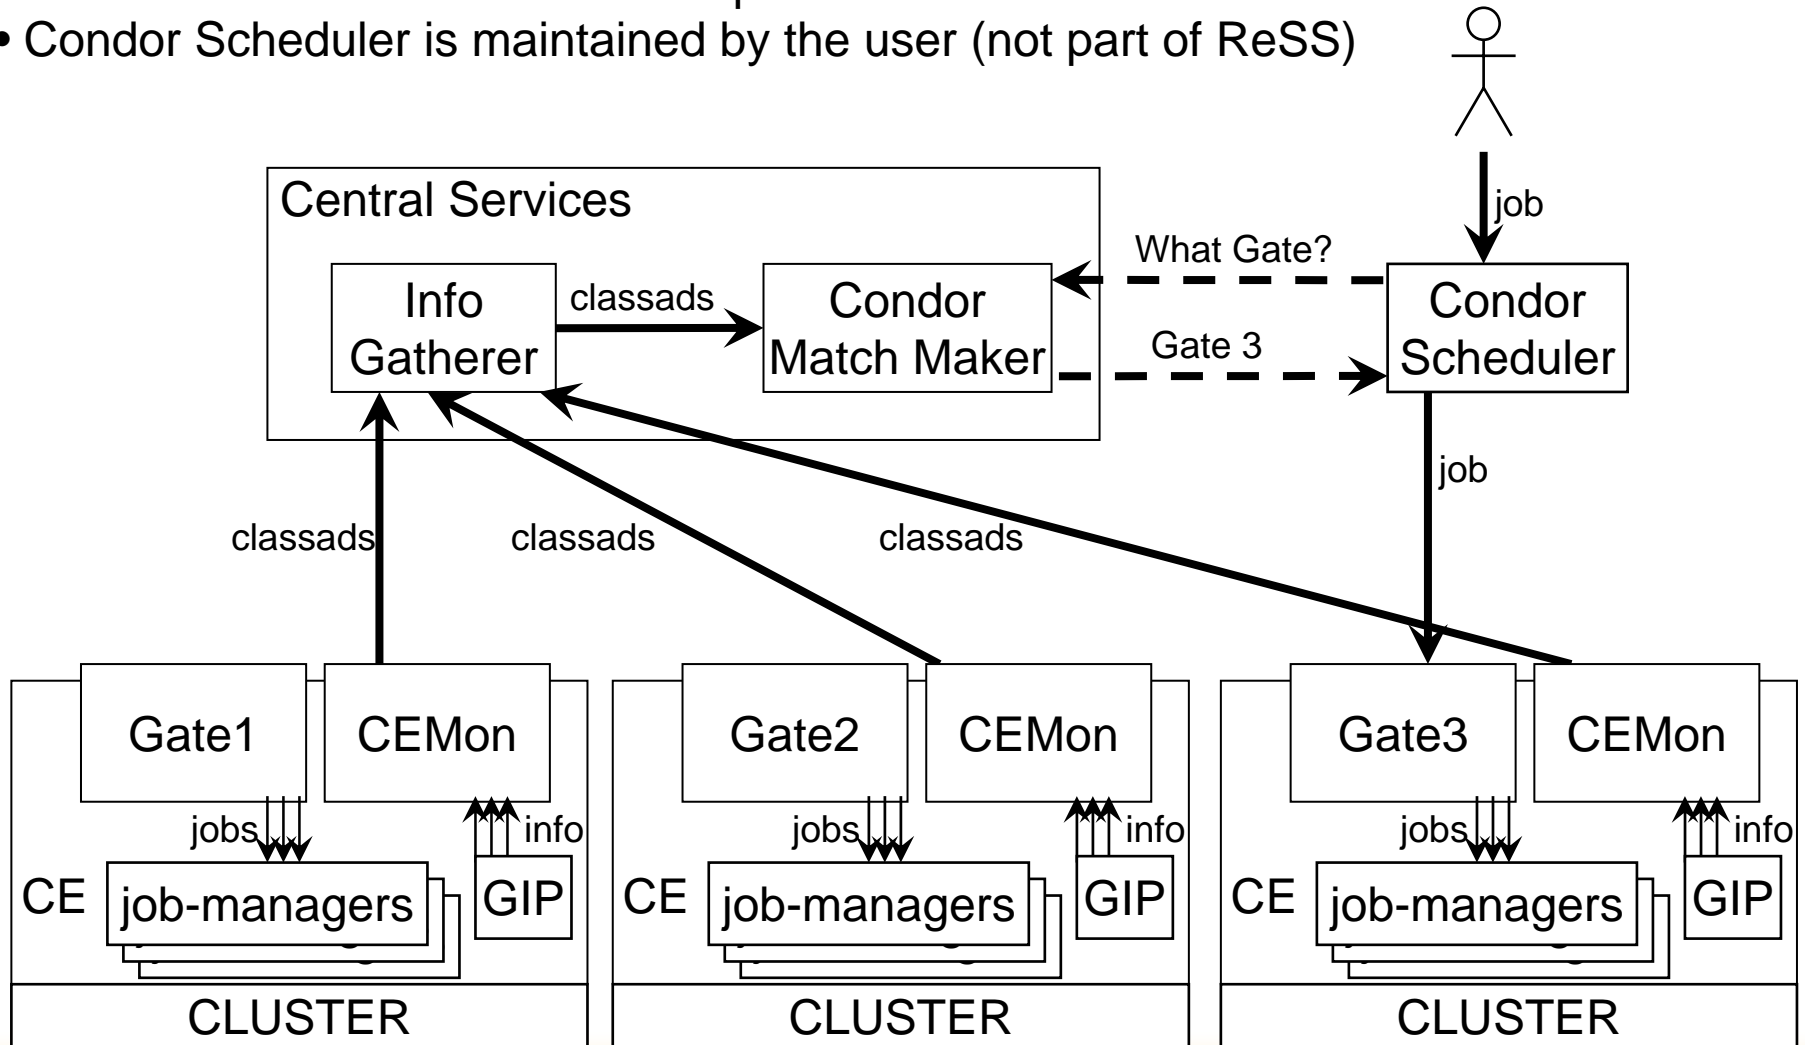 • Condor Scheduler is maintained by the user (not part of ReSS)
Central Services
job
What Gate?
Info
Gatherer
classads
Condor
Match Maker
Condor
Scheduler
Gate 3
job
classads
classads
classads
Gate1
CEMon
Gate2
CEMon
Gate3
CEMon
jobs
info
jobs
info
jobs
info
CE
job-managers
GIP
CE
job-managers
GIP
CE
job-managers
GIP
CLUSTER
CLUSTER
CLUSTER